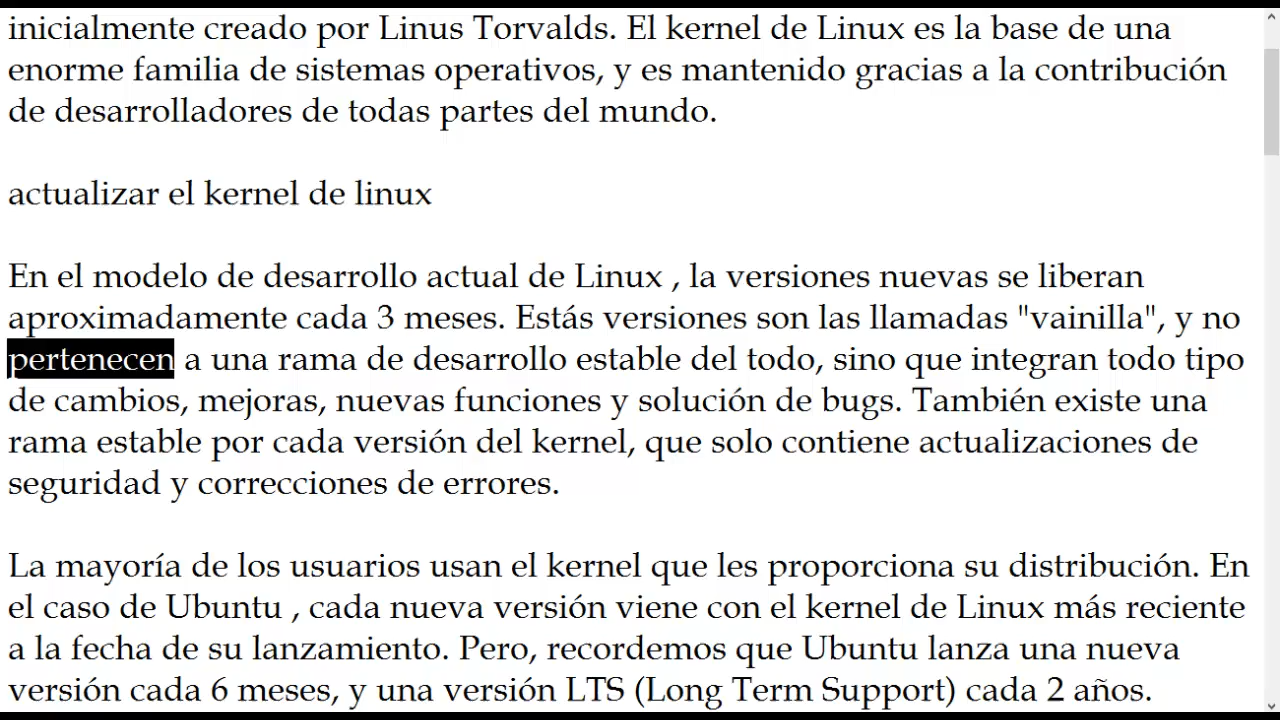 inicialmente creado por Linus Torvalds. El kernel de Linux es la base de una
enorme familia de sistemas operativos, y es mantenido gracias a la contribución
de desarrolladores de todas partes del mundo.
actualizar el kernel de linux
En el modelo de desarrollo actual de Linux , la versiones nuevas se liberan
aproximadamente cada 3 meses. Estás versiones son las llamadas "vainilla", y no
pertenecen a una rama de desarrollo estable del todo, sino que integran todo tipo
de cambios, mejoras, nuevas funciones y solución de bugs. También existe una
rama estable por cada versión del kernel, que solo contiene actualizaciones de
seguridad y correcciones de errores.
La mayoría de los usuarios usan el kernel que les proporciona su distribución. En
el caso de Ubuntu , cada nueva versión viene con el kernel de Linux más reciente
a la fecha de su lanzamiento. Pero, recordemos que Ubuntu lanza una nueva
versión cada 6 meses, y una versión LTS (Long Term Support) cada 2 años.